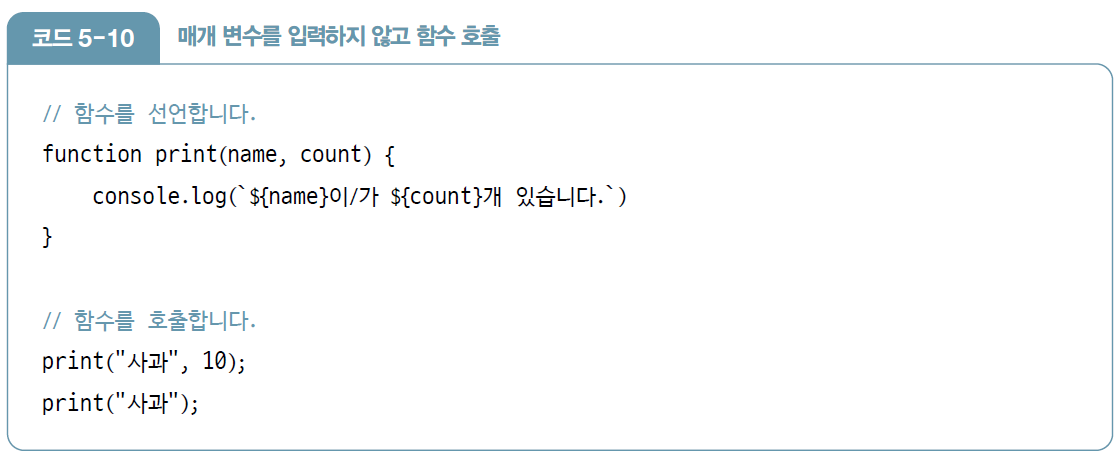 코드 5-10 매개 변수를 입력하지 않고 함수 호출
// 함수를 선언합니다.
function print(name, count) {
    console.log(`${name}이/가 ${count}개 있습니다.`)
}
// 함수를 호출합니다.
print("사과", 10);
print("사과");